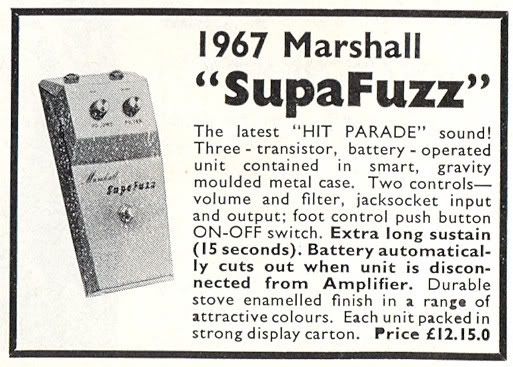 1967 Marshall
“SupaFuzz”
VOLUME FILTER
Marshall
SupaFuzz
The latest "HIT PARADE" sound!
Three - transistor, battery - operated
unit contained in smart, gravity
moulded metal case. Two controls—
volume and filter, jacksocket input
and output; foot control push button
ON-OFF switch. Extra long sustain
(15 seconds). Battery automatical-
ly cuts out when unit is discon-
nected from Amplifier. Durable
stove enamelled finish in a range of
attractive colours. Each unit packed in
strong display carton. Price £12.15.0